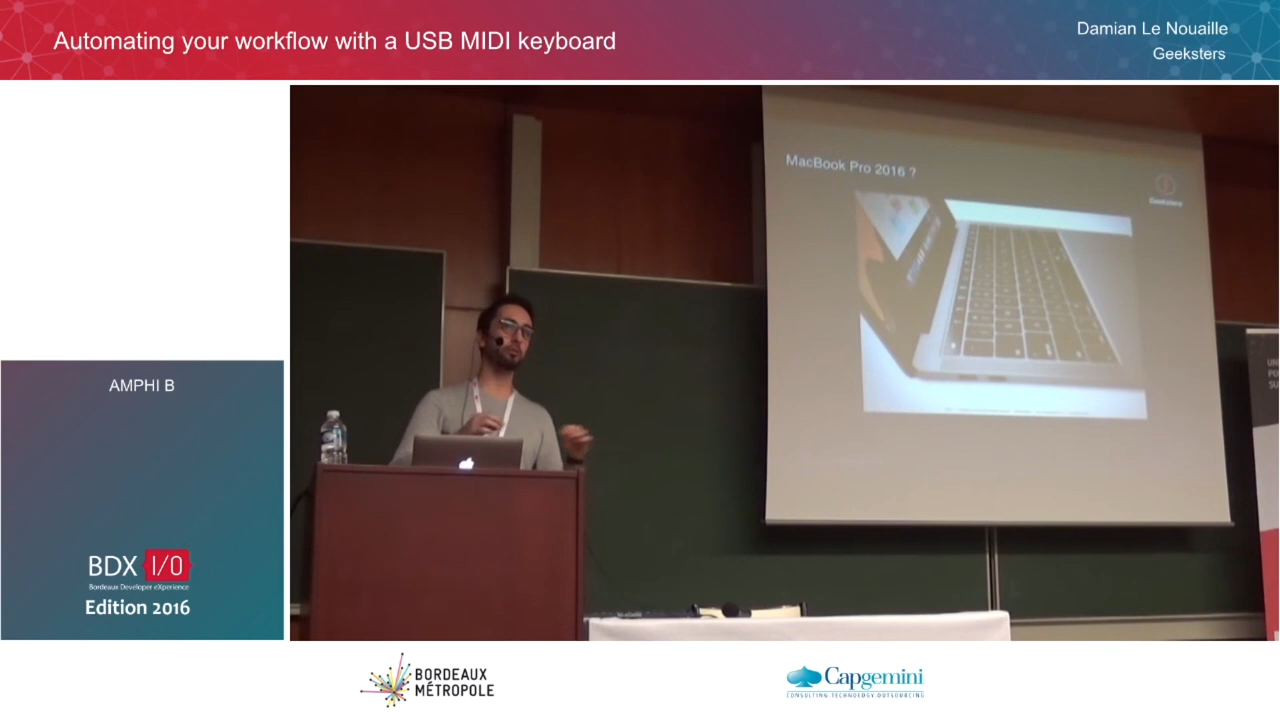 Automating your workflow with a USB MIDI keyboard
Damian Le Nouaille
Geeksters
MacBook Pro 2016 ?
Geeksters
AMPHI B
BDX I/O
Bordeaux Developer eXperience
Edition 2016
BORDEAUX
MÉTROPOLE
Capgemini
CONSULTING.TECHNOLOGY.OUTSOURCING